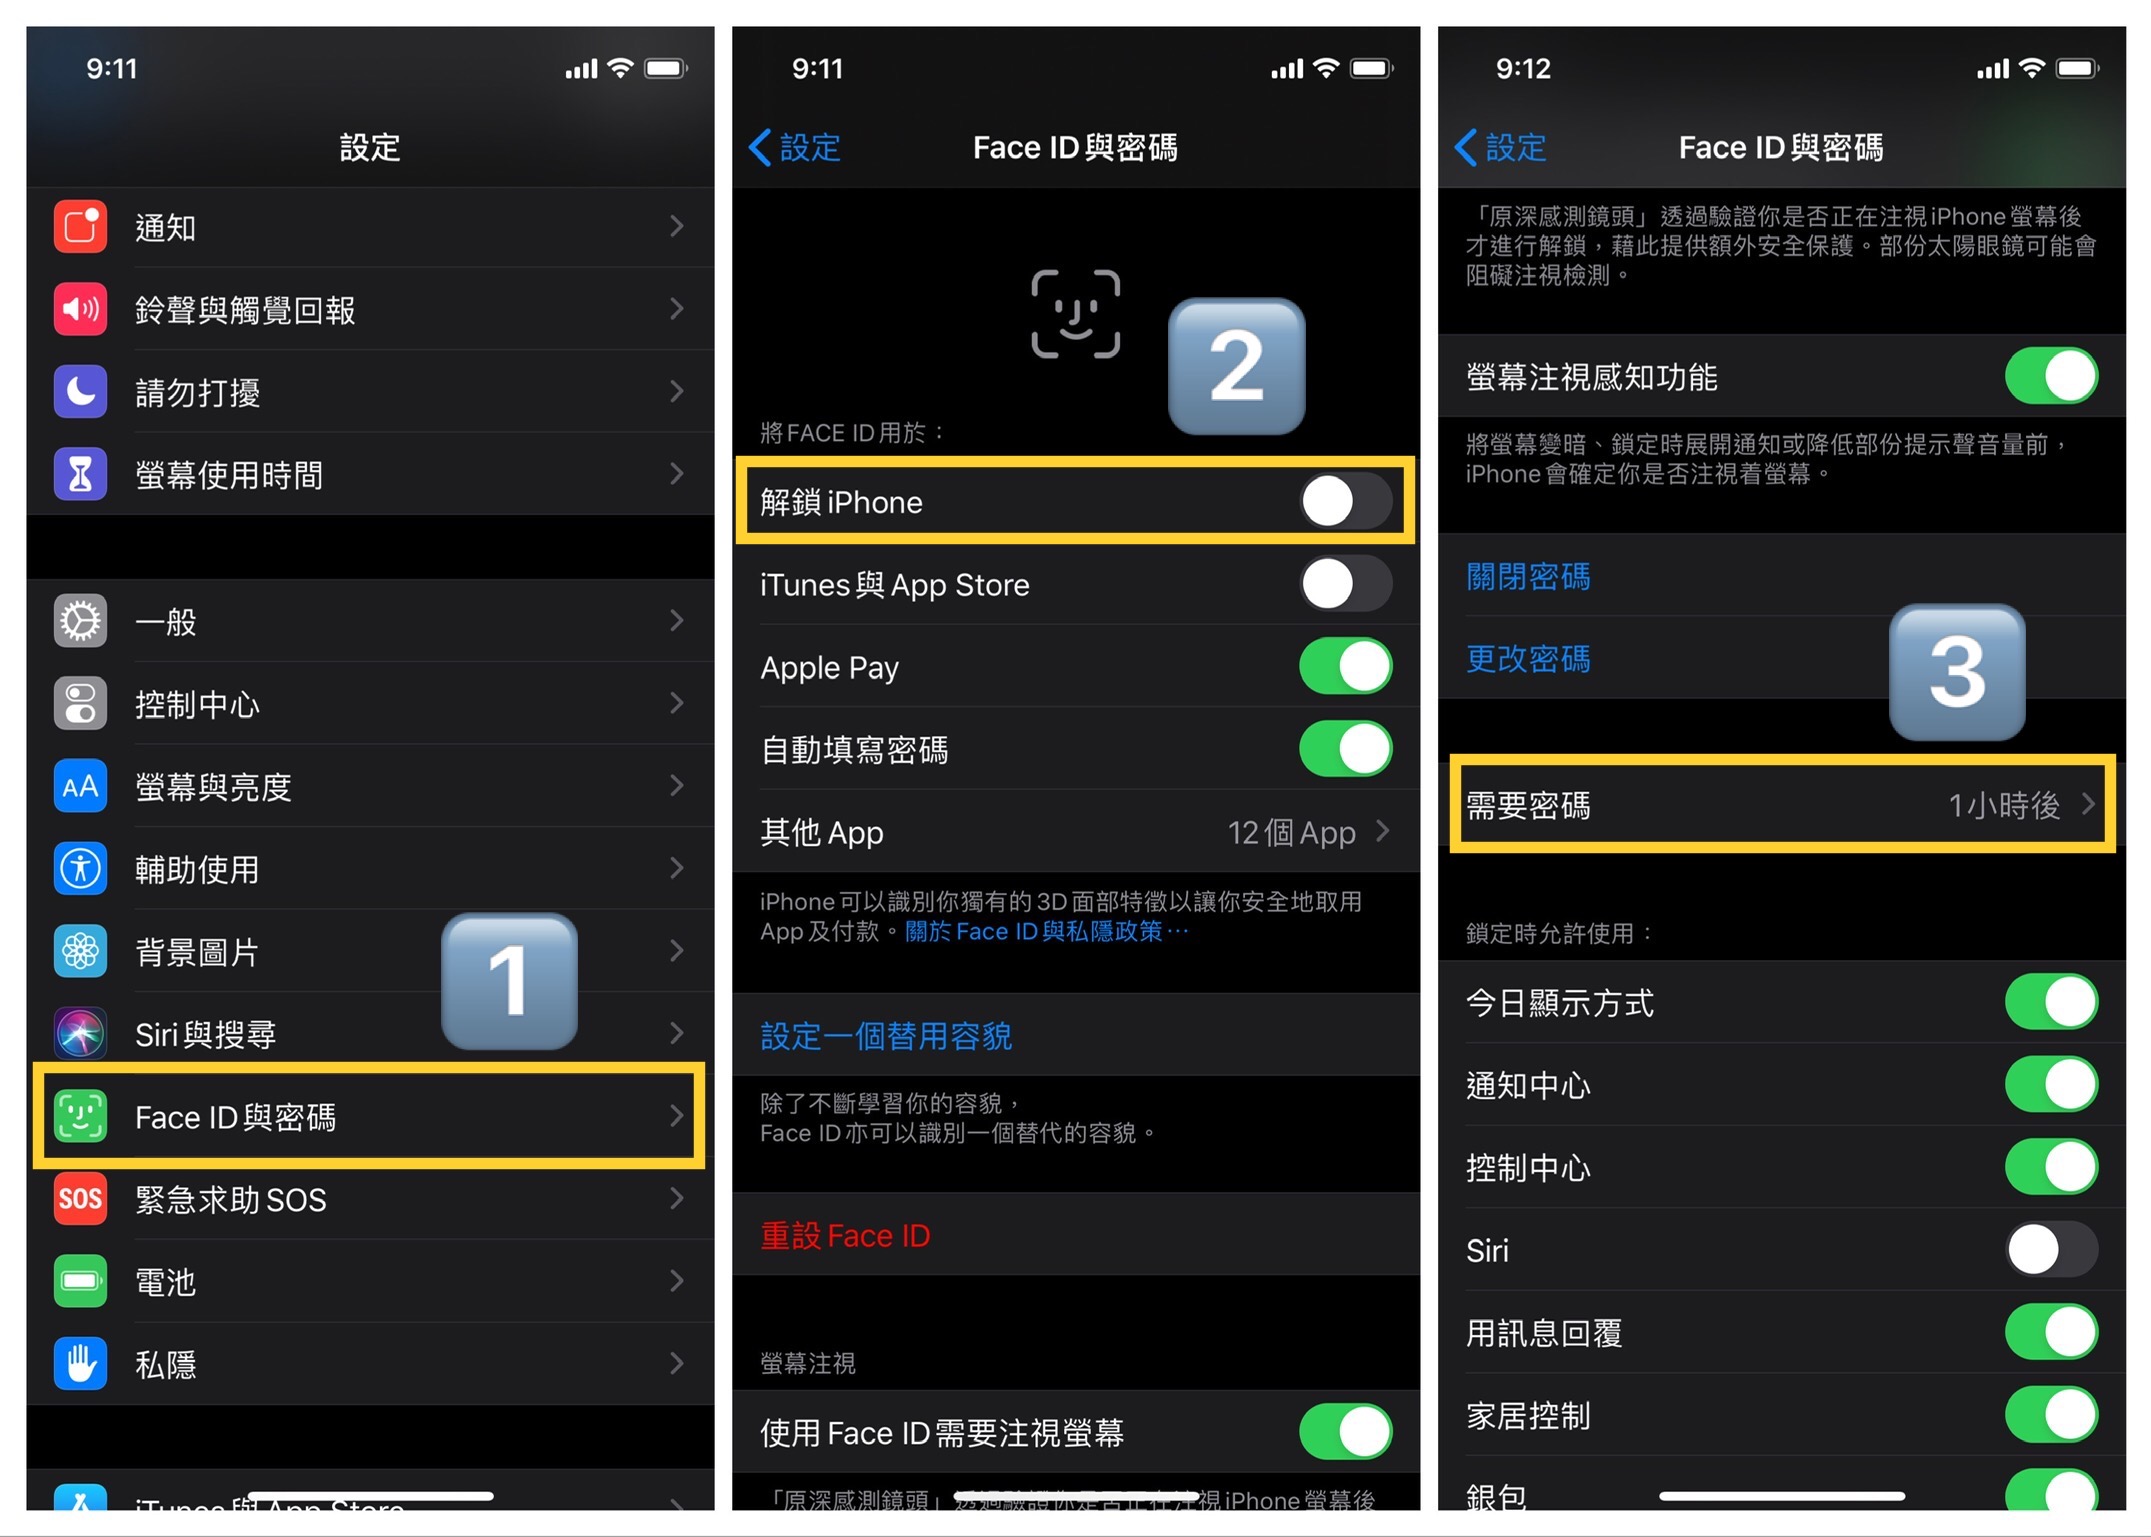 9:11
設定
通知
鈴聲與觸覺回報
請勿打擾
螢幕使用時間
一般
控制中心
AA
螢幕與亮度
輔助使用
背景圖片
1
Siri與搜尋
Face ID與密碼
SOS
緊急求助 SOS
電池
私隱
iTunes與 App Store
9:11
設定
Face ID與密碼
2
將FACE ID用於：
解鎖 iPhone
iTunes與 App Store
Apple Pay
自動填寫密碼
其他 App
12個App
iPhone可以識別你獨有的3D面部特徵以讓你安全地取用
App及付款。關於 Face ID與私隱政策⋯
設定一個替用容貌
除了不斷學習你的容貌，
Face ID亦可以識別一個替代的容貌。
重設 Face ID
螢幕注視
使用 Face ID需要注視螢幕
「原深感測鏡頭」透過驗證你是否正在注視iPhone螢幕後
9:12
設定
Face ID與密碼
「原深感測鏡頭」透過驗證你是否正在注視iPhone螢幕後
才進行解鎖，藉此提供額外安全保護。部份太陽眼鏡可能會
阻礙注視檢測。
螢幕注視感知功能
將螢幕變暗、鎖定時展開通知或降低部份提示聲音量前，
iPhone會確定你是否注視着螢幕。
關閉密碼
更改密碼
3
需要密碼
1小時後
鎖定時允許使用：
今日顯示方式
通知中心
控制中心
Siri
用訊息回覆
家居控制
銀包